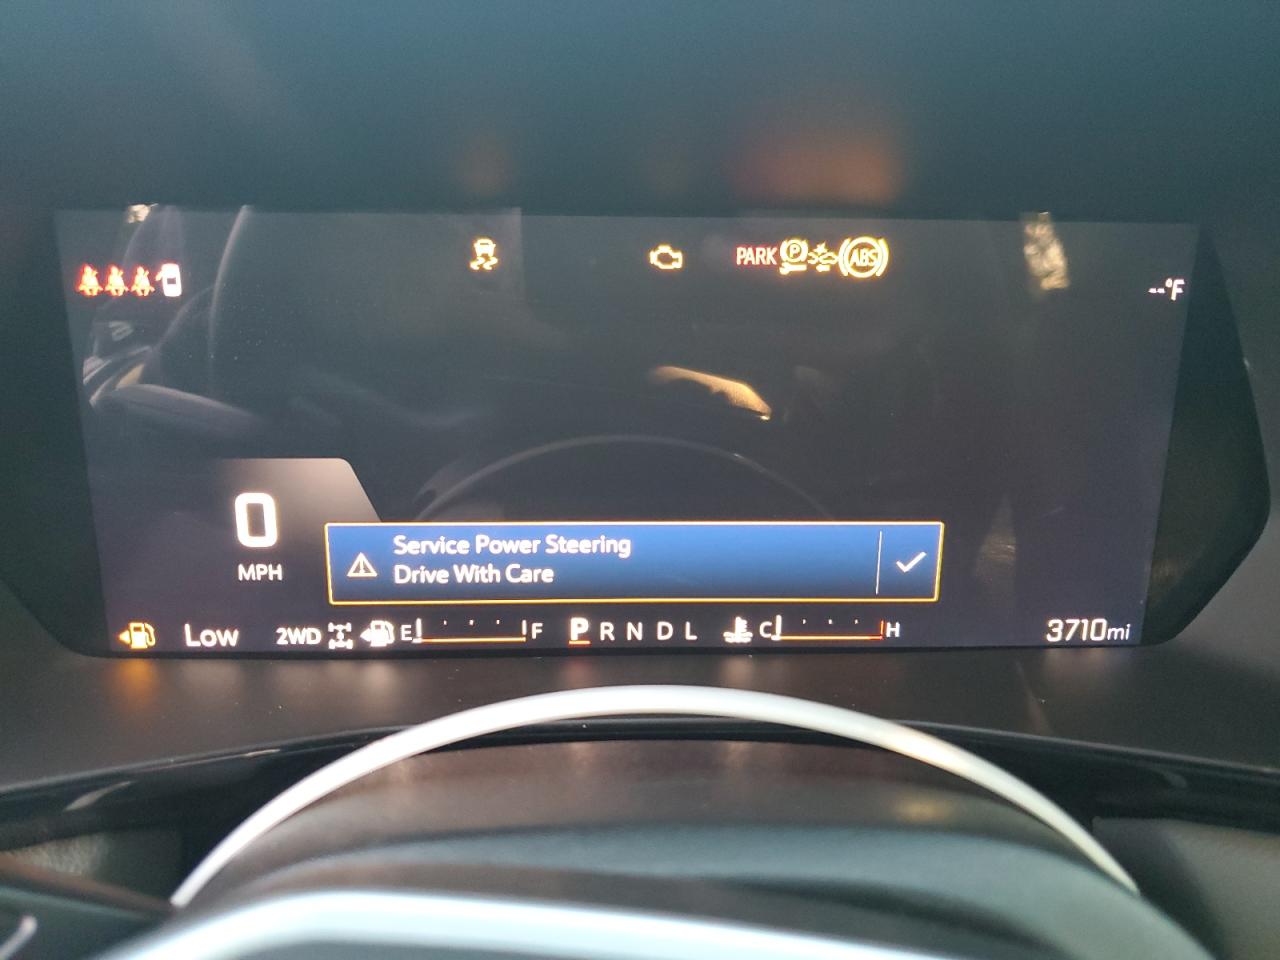 PARK P ABS
--°F
0
MPH
Service Power Steering
Drive With Care
Low 2WD E F P R N D L C H 3710mi